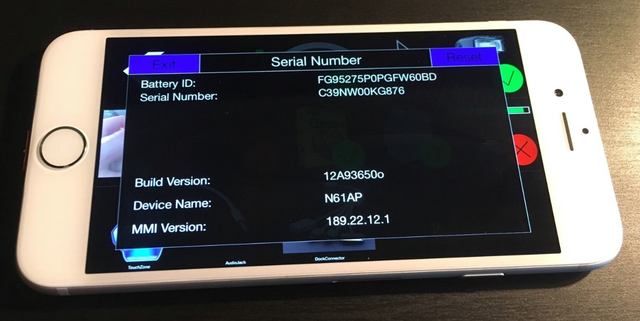 Exit Serial Number Reset
Battery ID: FG95275P0PGFW60BD
Serial Number: C39NW00KG876
Build Version: 12A93650o
Device Name: N61AP
MMI Version: 189.22.12.1
TouchZone AudioJack DockConnector